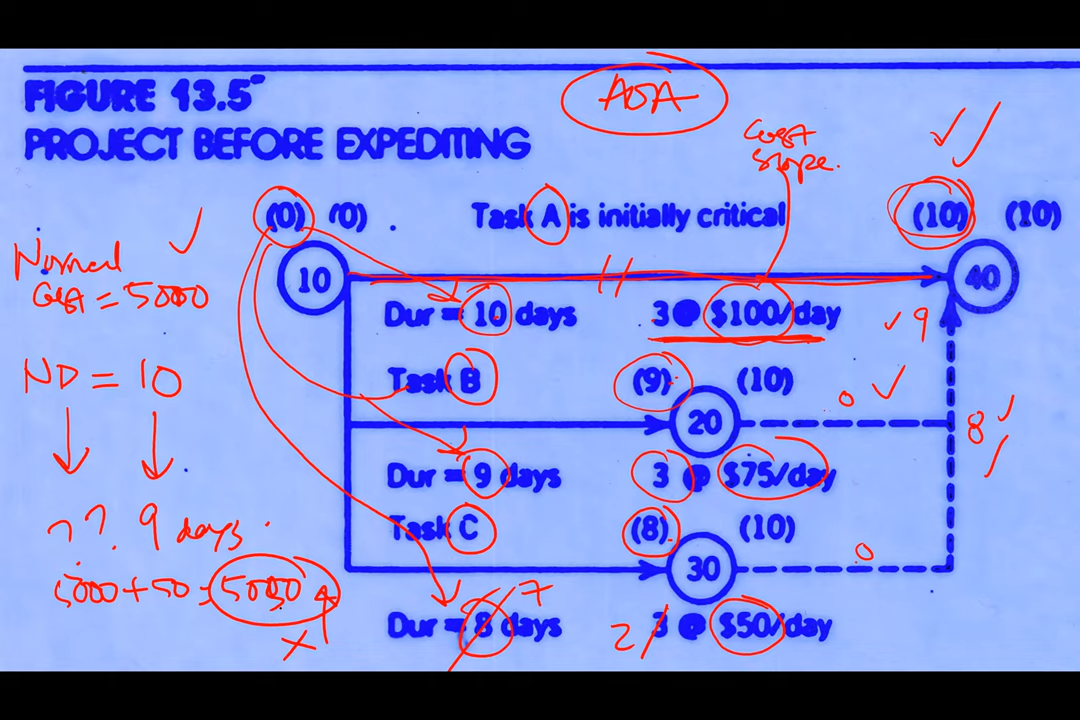 FIGURE 13.5
AOA
PROJECT BEFORE EXPEDITING
Cost
slope.
(0) (0)
Task A is initially critical
(10) (10)
10
40
Normal
Cost = 5000
Dur = 10 days 3 @ $100/day
9
ND = 10
Task B (9) (10)
0
20
8
Dur = 9 days 3 @ $75/day
?? 9 days.
Task C (8) (10)
0
30
5000+50
7
Dur = 8 days 2 3 @ $50/day